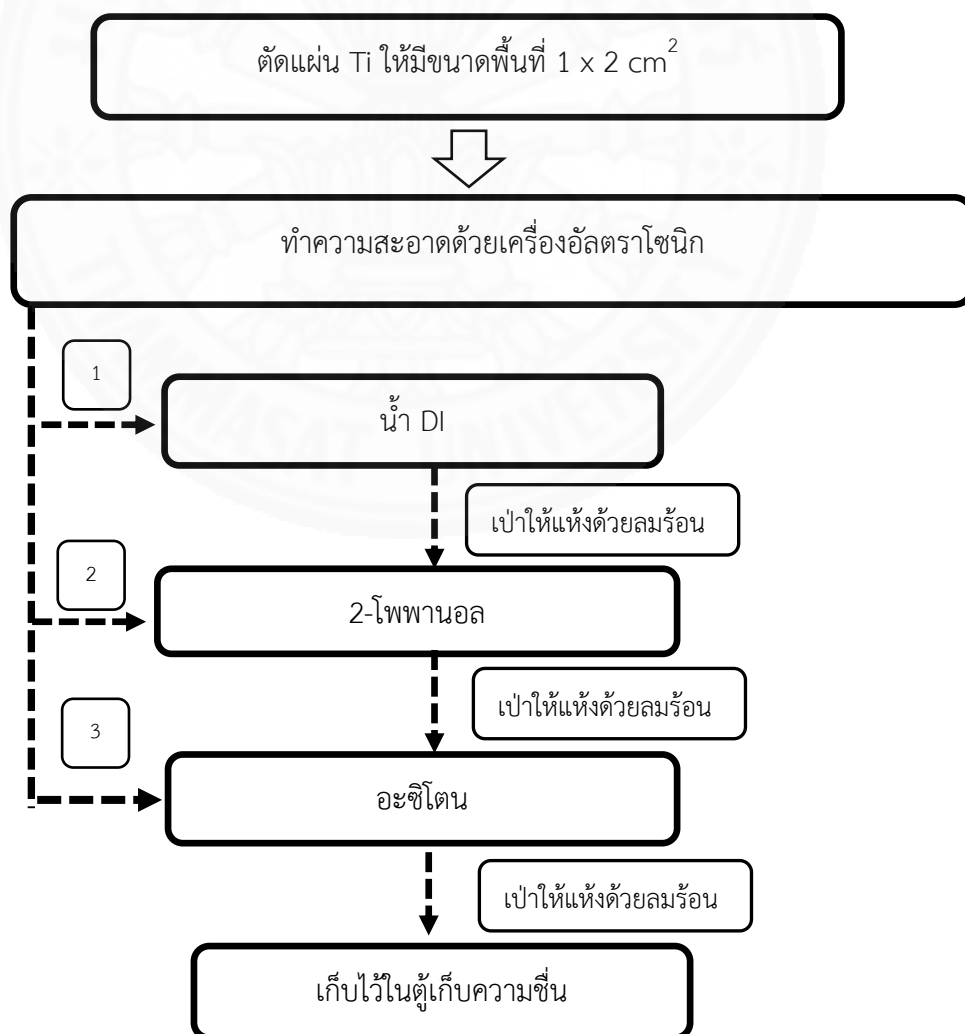 ตัดแผ่น Ti ให้มีขนาดพื้นที่ 1 x 2 cm²
ทำความสะอาดด้วยเครื่องอัลตราโซนิก
1
น้ำ DI
เป่าให้แห้งด้วยลมร้อน
2
2-โพพานอล
เป่าให้แห้งด้วยลมร้อน
3
อะซิโตน
เป่าให้แห้งด้วยลมร้อน
เก็บไว้ในตู้เก็บความชื่น